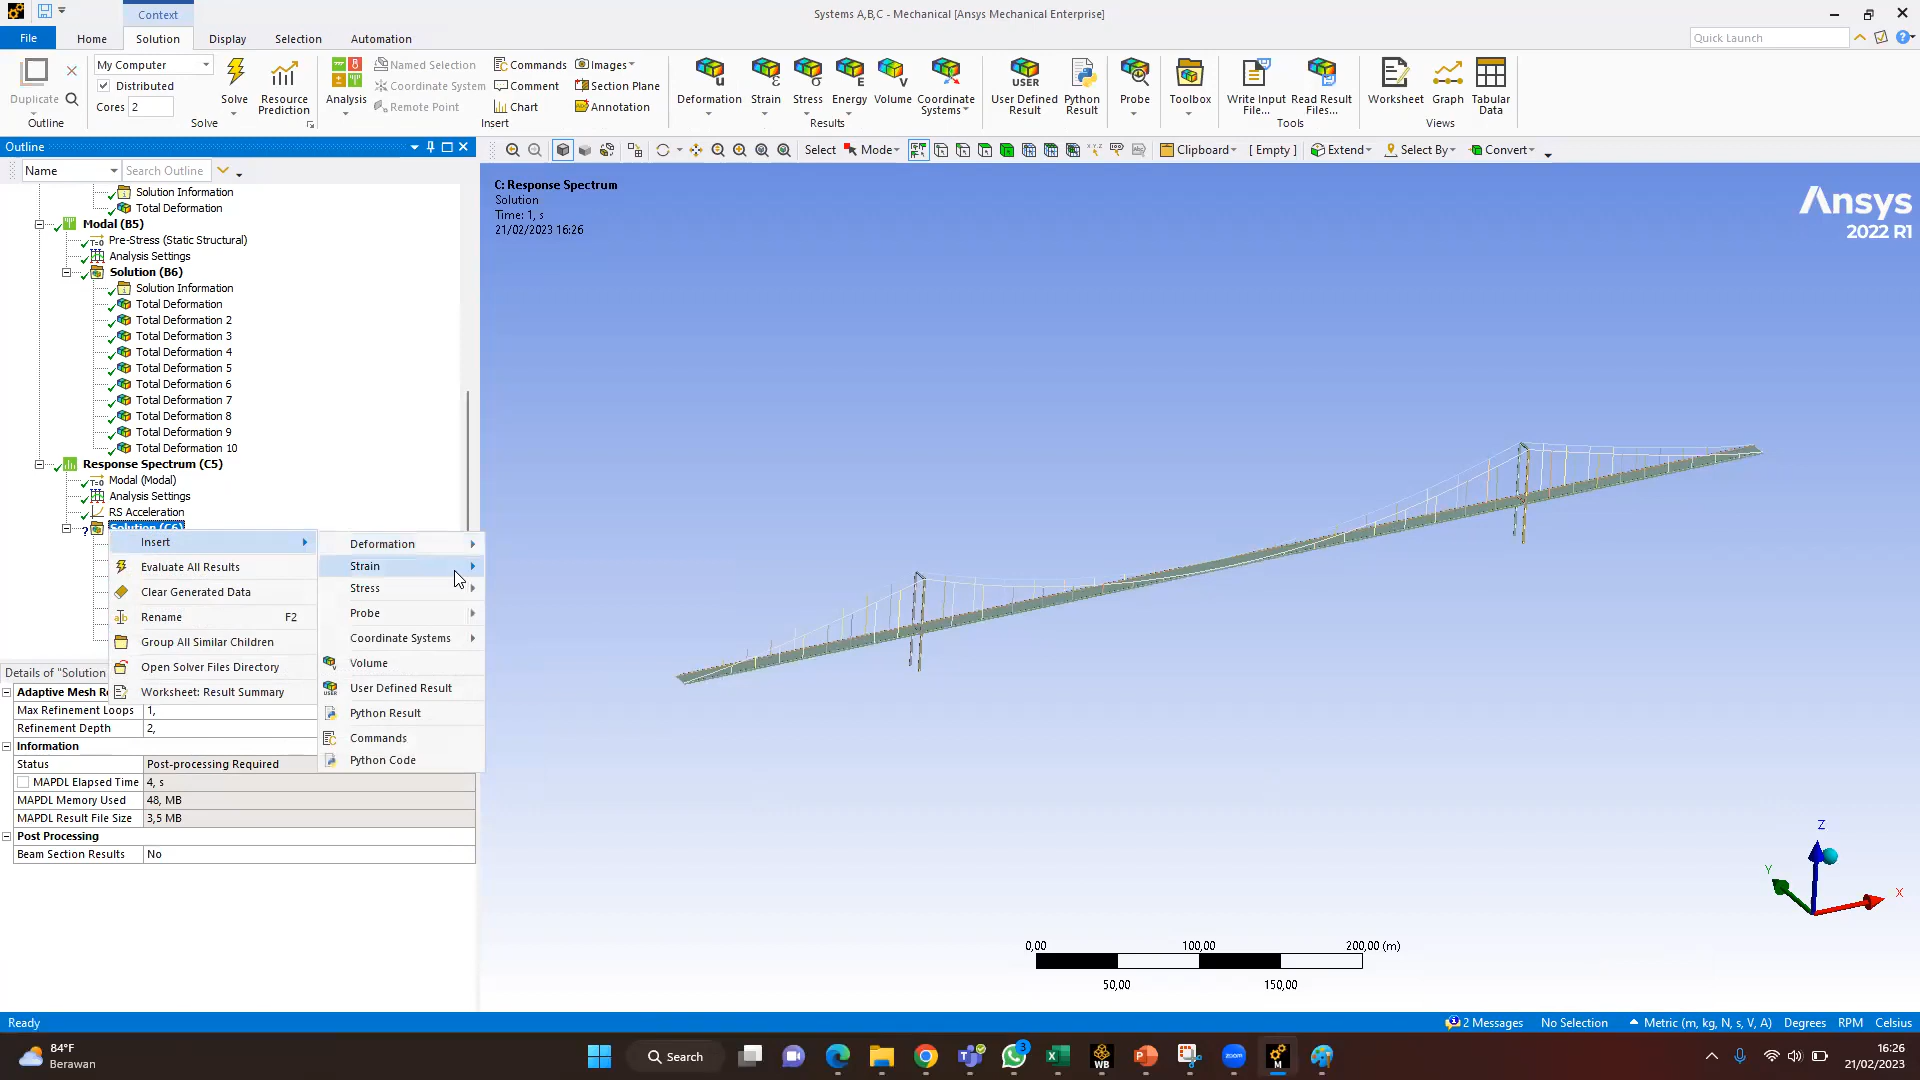 Context
Systems A,B,C - Mechanical [Ansys Mechanical Enterprise]
File
Home
Solution
Display
Selection
Automation
Quick Launch
Duplicate
Outline
My Computer
Distributed
Cores 2
Solve
Resource
Prediction
Solve
Analysis
Named Selection
Coordinate System
Remote Point
Commands
Comment
Chart
Images
Section Plane
Annotation
Insert
Deformation
Strain
Stress
Energy
Volume
Coordinate
Systems
Results
USER
User Defined
Result
Python
Result
Probe
Toolbox
Write Input
File...
Read Result
Files...
Tools
Worksheet
Graph
Tabular
Data
Views
Outline
Name
Search Outline
Select
Mode
Clipboard
[ Empty ]
Extend
Select By
Convert
Solution Information
Total Deformation
Modal (B5)
Pre-Stress (Static Structural)
Analysis Settings
Solution (B6)
Solution Information
Total Deformation
Total Deformation 2
Total Deformation 3
Total Deformation 4
Total Deformation 5
Total Deformation 6
Total Deformation 7
Total Deformation 8
Total Deformation 9
Total Deformation 10
Response Spectrum (C5)
Modal (Modal)
Analysis Settings
RS Acceleration
Solution (C6)
Insert
Evaluate All Results
Clear Generated Data
Rename F2
Group All Similar Children
Open Solver Files Directory
Worksheet: Result Summary
Deformation
Strain
Stress
Probe
Coordinate Systems
Volume
User Defined Result
Python Result
Commands
Python Code
Details of "Solution
Adaptive Mesh Re
Max Refinement Loops 1,
Refinement Depth 2,
Information
Status Post-processing Required
MAPDL Elapsed Time 4, s
MAPDL Memory Used 48, MB
MAPDL Result File Size 3,5 MB
Post Processing
Beam Section Results No
C: Response Spectrum
Solution
Time: 1, s
21/02/2023 16:26
Ansys
2022 R1
Z
Y
X
0,00 100,00 200,00 (m)
50,00 150,00
Ready
2 Messages
No Selection
Metric (m, kg, N, s, V, A)
Degrees
RPM
Celsius
84°F
Berawan
Search
3
WB
zoom
M
16:26
21/02/2023